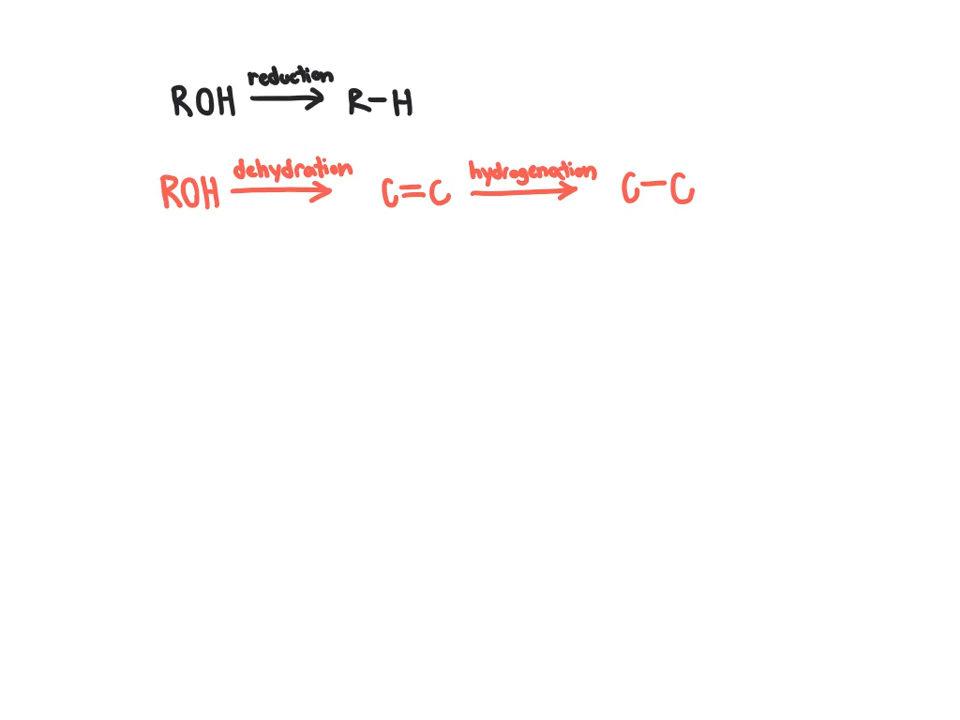 ROH reduction → R-H
ROH dehydration → C=C hydrogenation → C-C